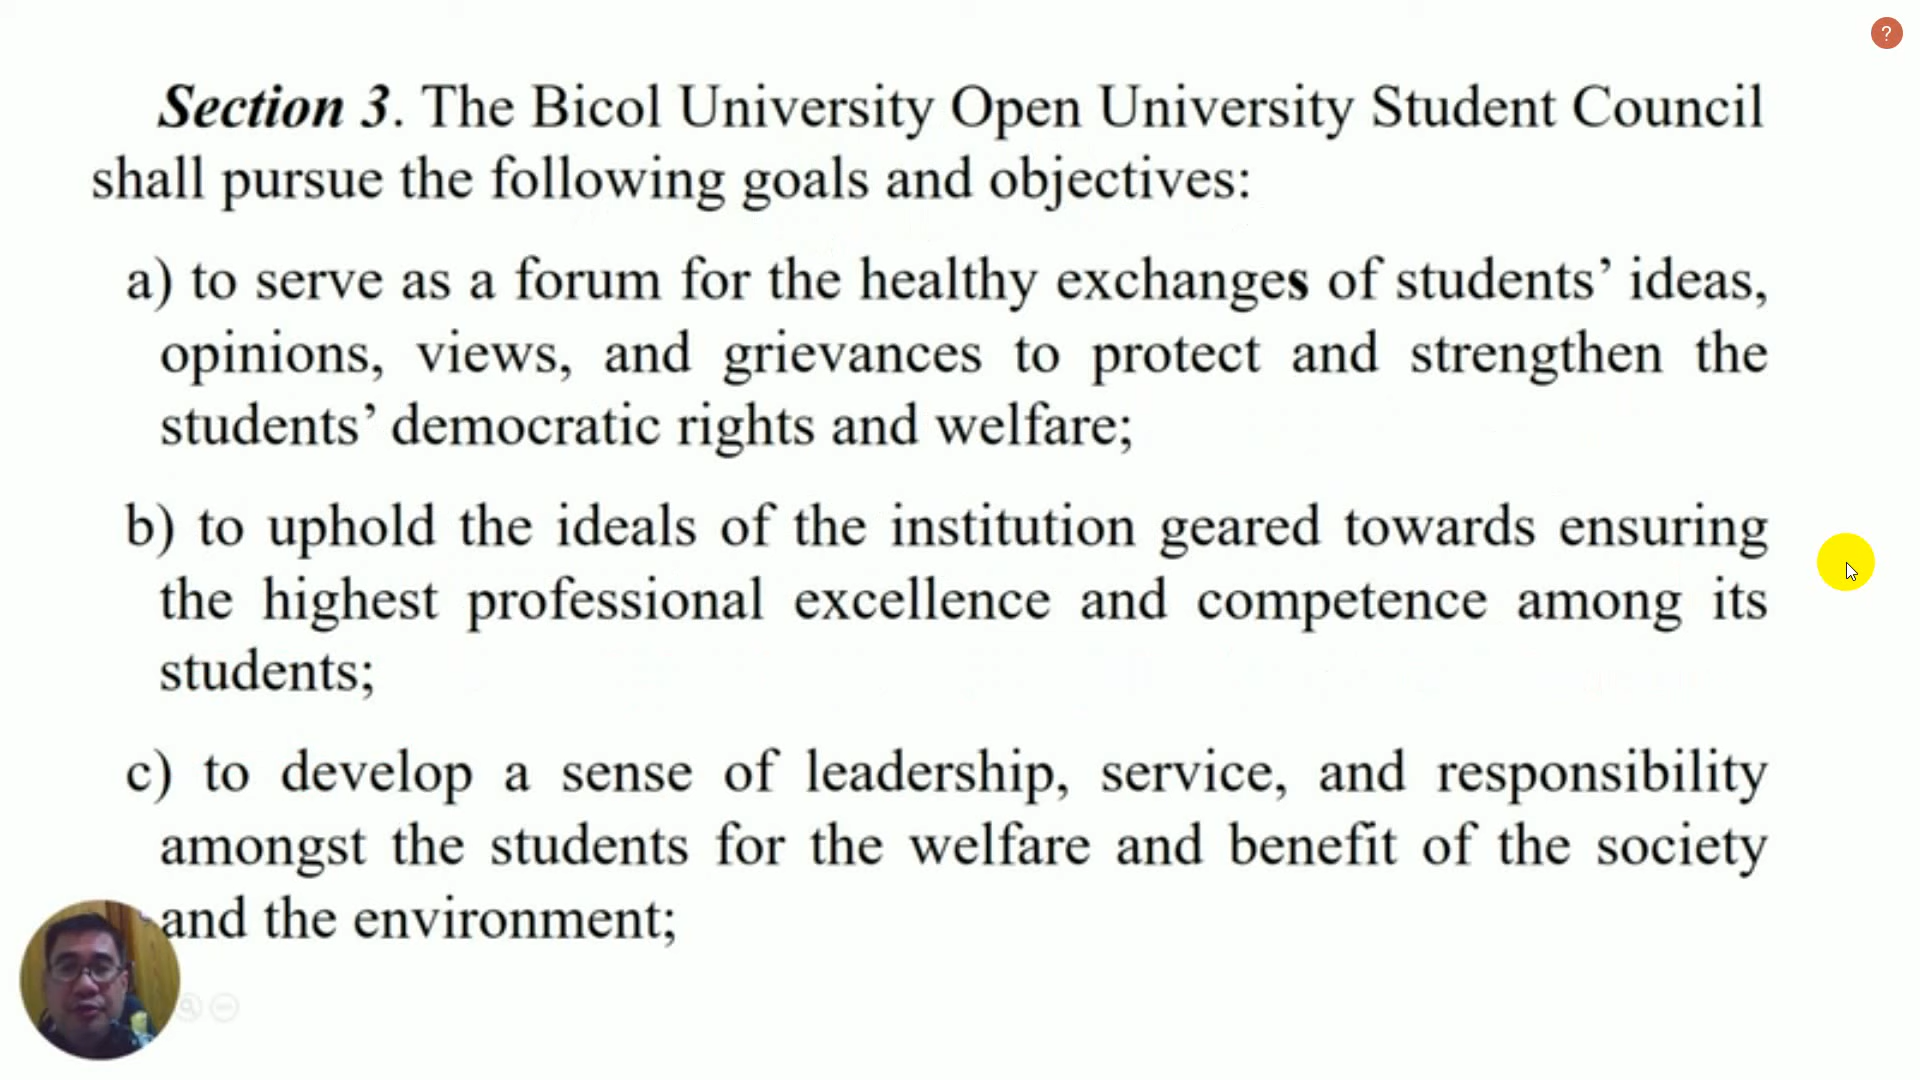 Section 3. The Bicol University Open University Student Council
shall pursue the following goals and objectives:
a) to serve as a forum for the healthy exchanges of students’ ideas,
opinions, views, and grievances to protect and strengthen the
students’ democratic rights and welfare;
b) to uphold the ideals of the institution geared towards ensuring
the highest professional excellence and competence among its
students;
c) to develop a sense of leadership, service, and responsibility
amongst the students for the welfare and benefit of the society
and the environment;
?